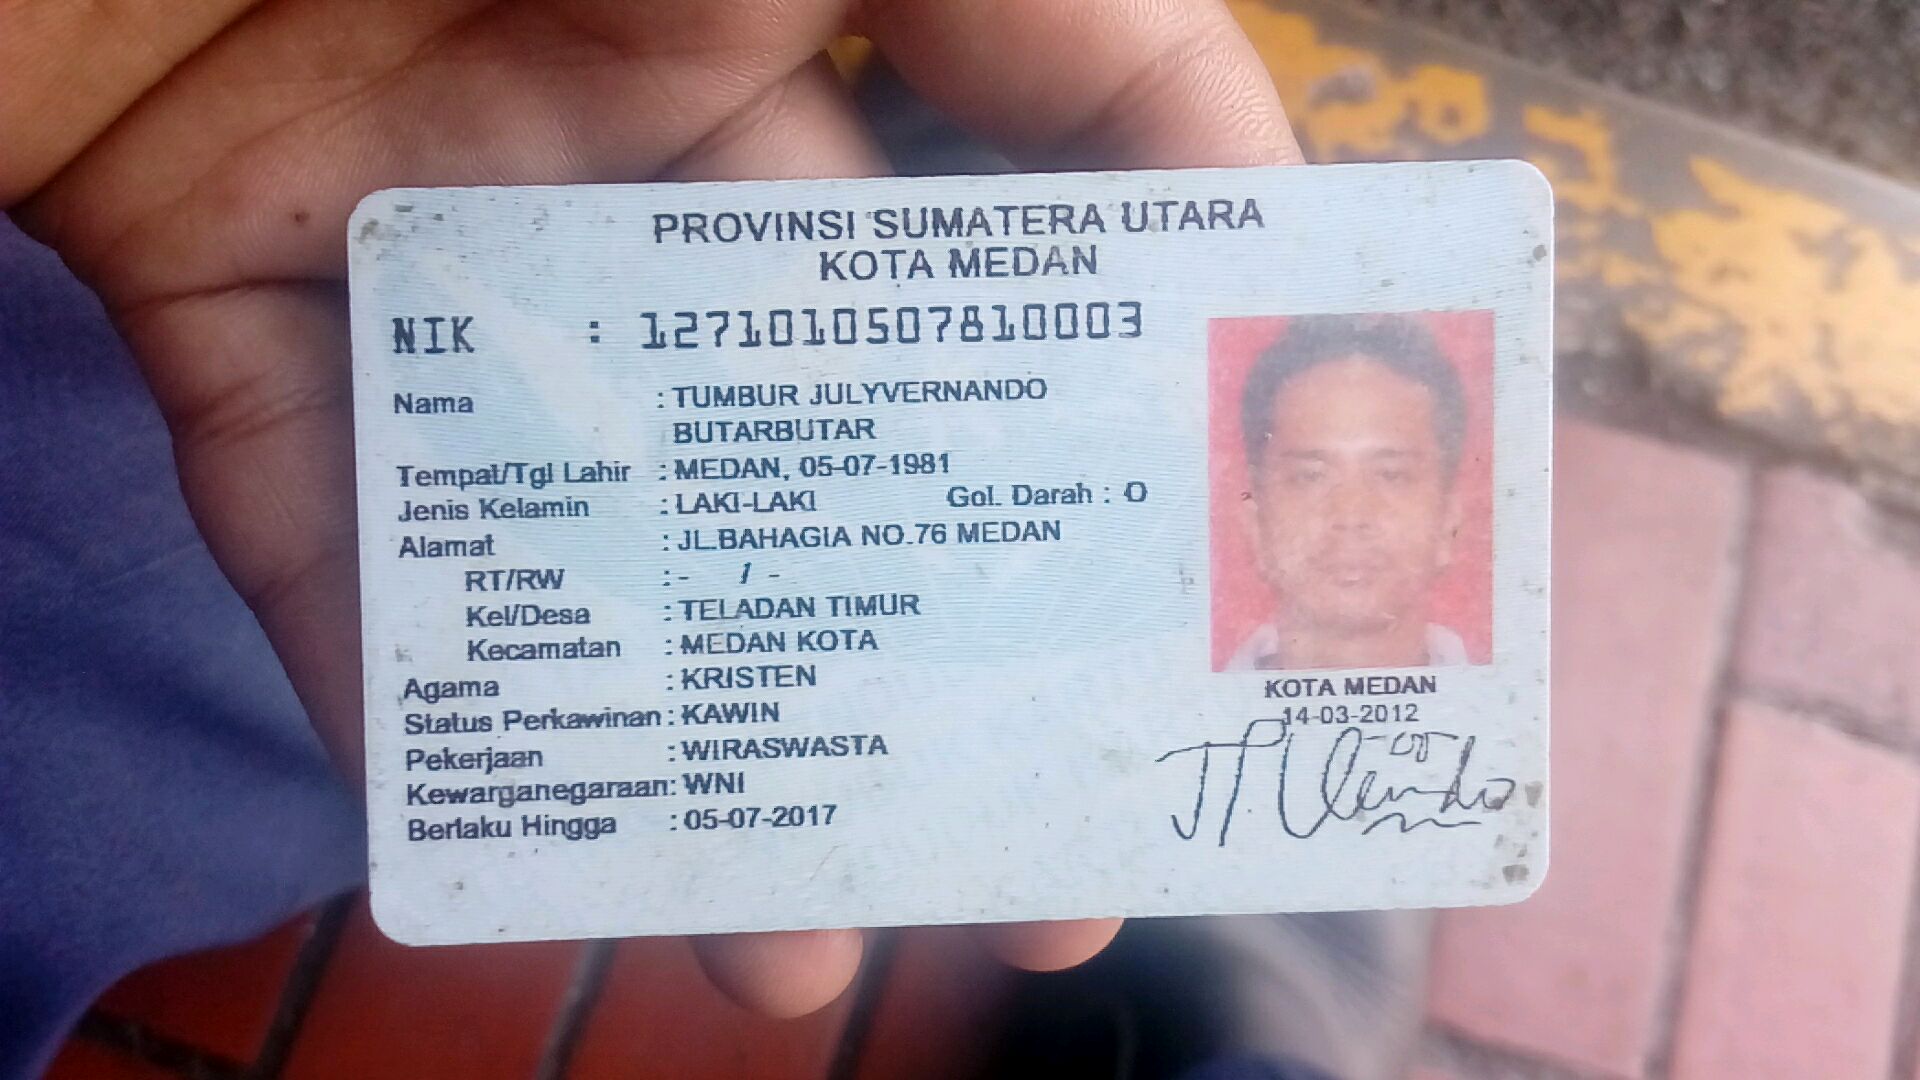 PROVINSI SUMATERA UTARA
KOTA MEDAN
NIK : 1271010507810003
Nama : TUMBUR JULYVERNANDO
BUTARBUTAR
Tempat/Tgl Lahir : MEDAN, 05-07-1981
Jenis Kelamin : LAKI-LAKI Gol. Darah : O
Alamat : JL.BAHAGIA NO.76 MEDAN
RT/RW : - / -
Kel/Desa : TELADAN TIMUR
Kecamatan : MEDAN KOTA
Agama : KRISTEN
Status Perkawinan : KAWIN
Pekerjaan : WIRASWASTA
Kewarganegaraan : WNI
Berlaku Hingga : 05-07-2017
KOTA MEDAN
14-03-2012